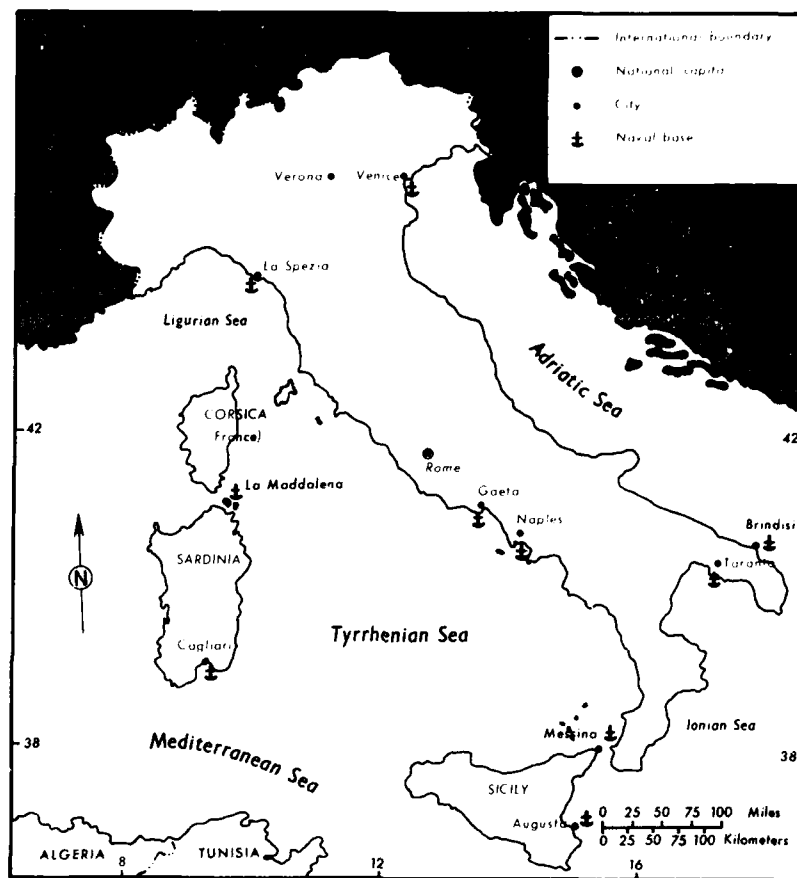 International boundary
National capita
City
Naval base
Verona
Venice
La Spezia
Ligurian Sea
Adriatic Sea
CORSICA
France)
42
42
Rome
La Maddalena
Gaeta
Naples
Brindisi
Taranto
N
SARDINIA
Tyrrhenian Sea
Cagliari
Messina
Ionian Sea
38
38
Mediterranean Sea
SICILY
Augusta
0 25 50 75 100 Miles
0 25 50 75 100 Kilometers
ALGERIA
TUNISIA
8
12
16